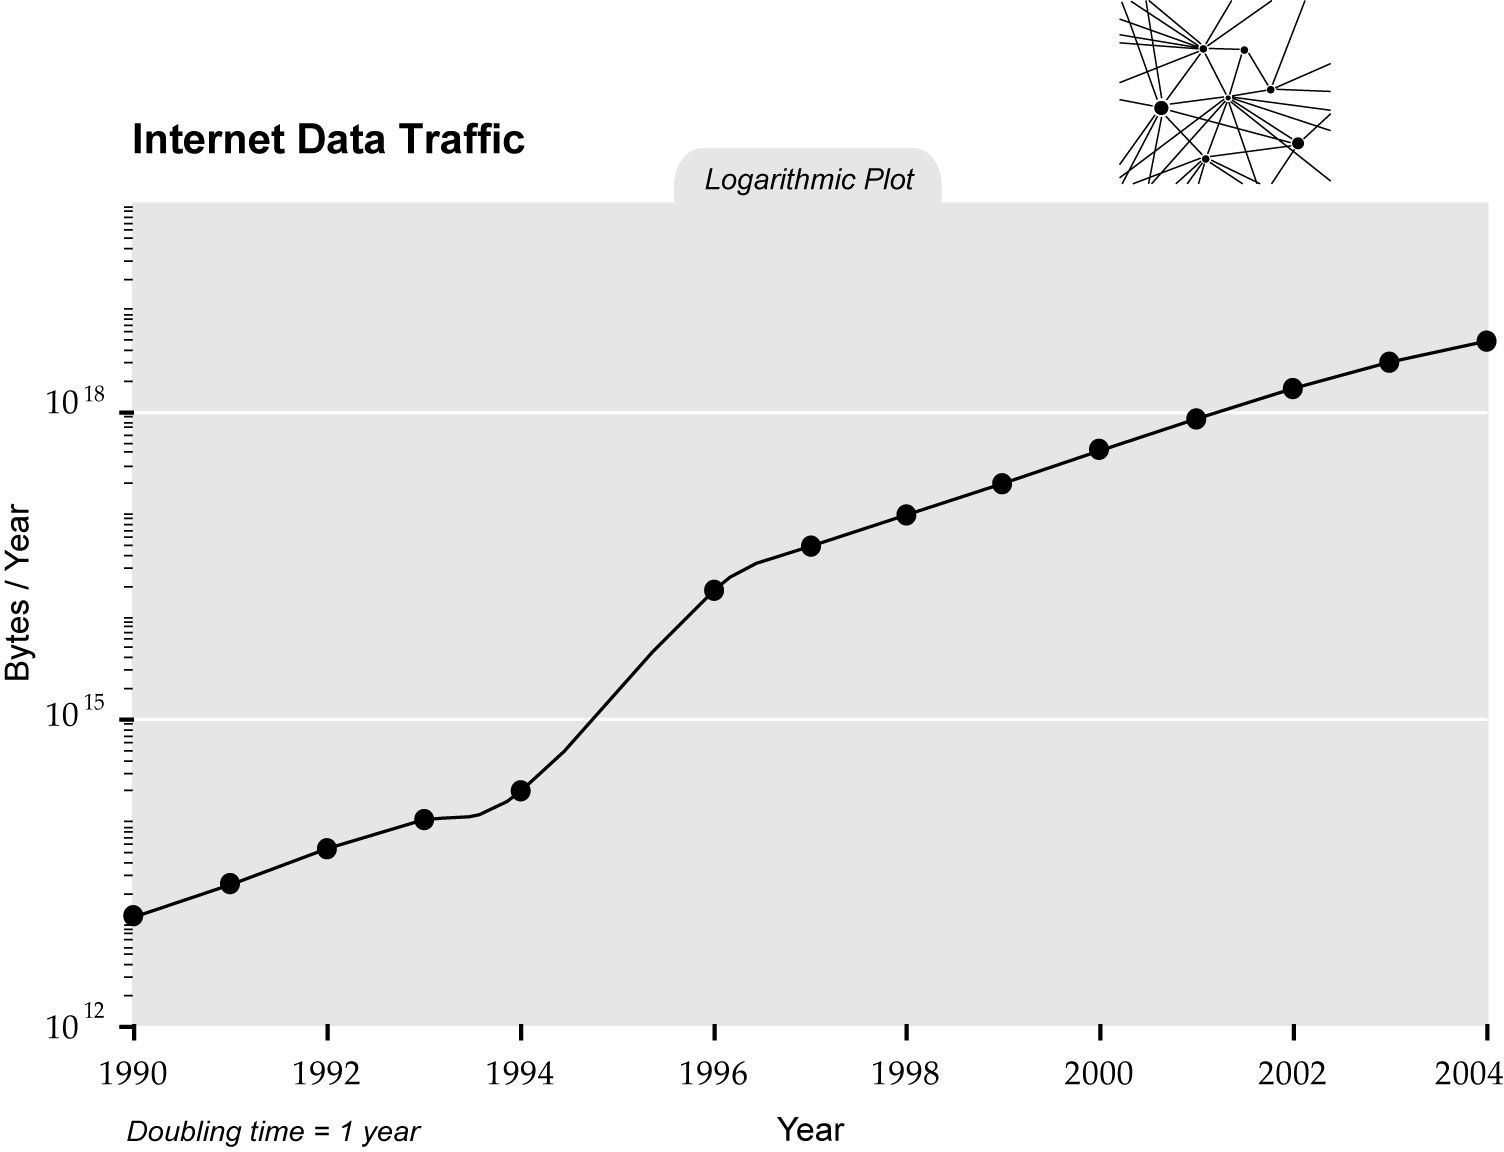 Internet Data Traffic
Logarithmic Plot
10^18
10^15
10^12
Bytes / Year
1990 1992 1994 1996 1998 2000 2002 2004
Doubling time = 1 year
Year